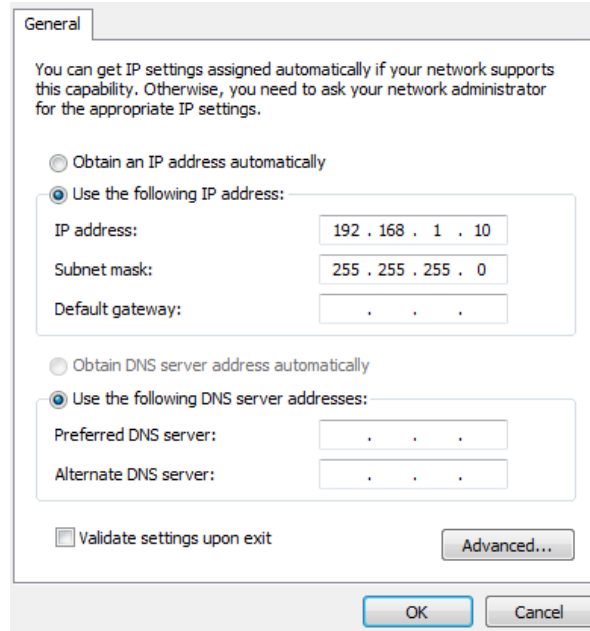 General
You can get IP settings assigned automatically if your network supports
this capability. Otherwise, you need to ask your network administrator
for the appropriate IP settings.
Obtain an IP address automatically
Use the following IP address:
IP address: 192 . 168 . 1 . 10
Subnet mask: 255 . 255 . 255 . 0
Default gateway: . . .
Obtain DNS server address automatically
Use the following DNS server addresses:
Preferred DNS server: . . .
Alternate DNS server: . . .
Validate settings upon exit
Advanced...
OK Cancel